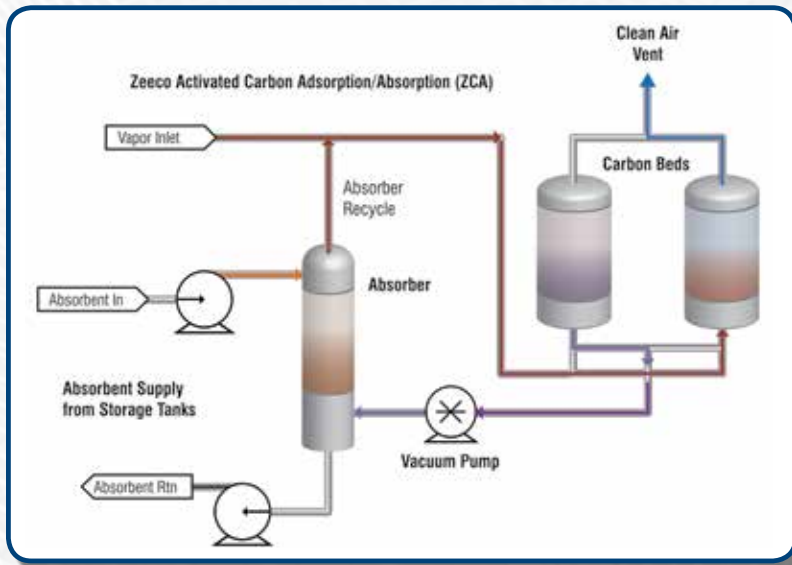 Clean Air
Vent
Zeeco Activated Carbon Adsorption/Absorption (ZCA)
Vapor Inlet
Carbon Beds
Absorber
Recycle
Absorber
Absorbent In
Absorbent Supply
from Storage Tanks
Vacuum Pump
Absorbent Rtn